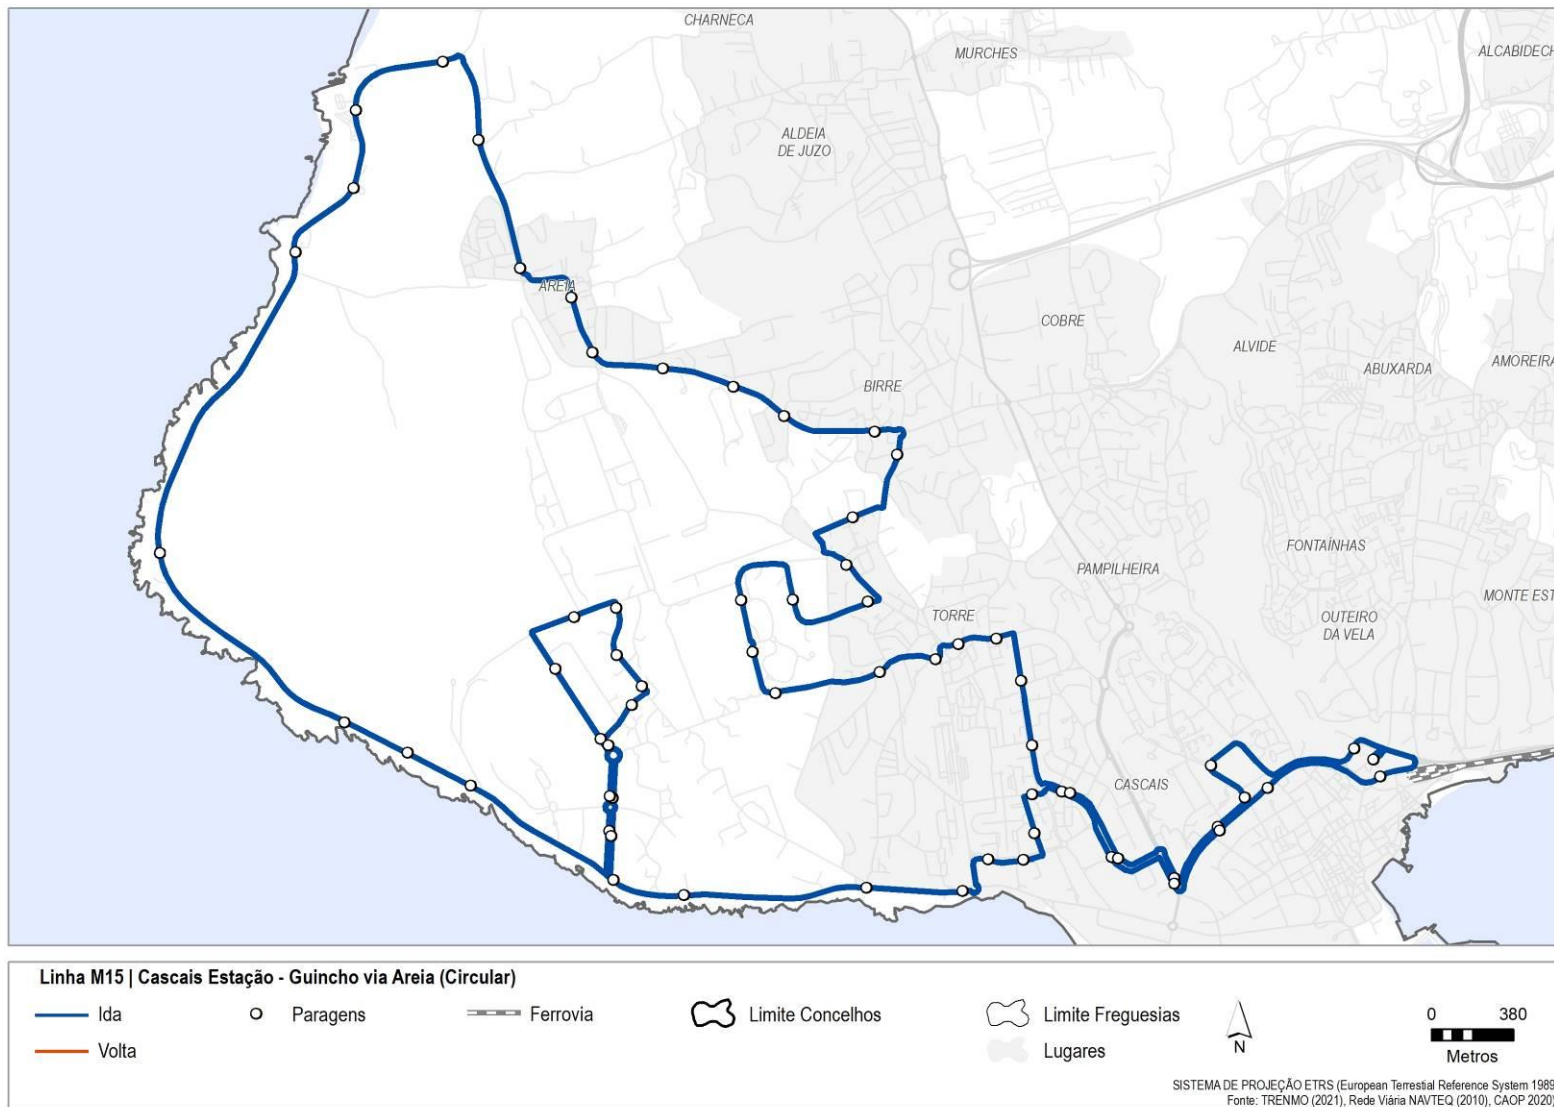 CHARNECA
MURCHES
ALCABIDECH
ALDEIA
DE JUZO
AREIA
COBRE
ALVIDE
ABUXARDA
AMOREIRA
BIRRE
FONTAÍNHAS
PAMPILHEIRA
MONTE EST
TORRE
OUTEIRO
DA VELA
CASCAIS
Linha M15 | Cascais Estação - Guincho via Areia (Circular)
Ida
Paragens
Ferrovia
Limite Concelhos
Limite Freguesias
N
0 380
Metros
Volta
Lugares
SISTEMA DE PROJEÇÃO ETRS (European Terrestial Reference System 1989
Fonte: TRENMO (2021), Rede Viária NAVTEQ (2010), CAOP 2020)